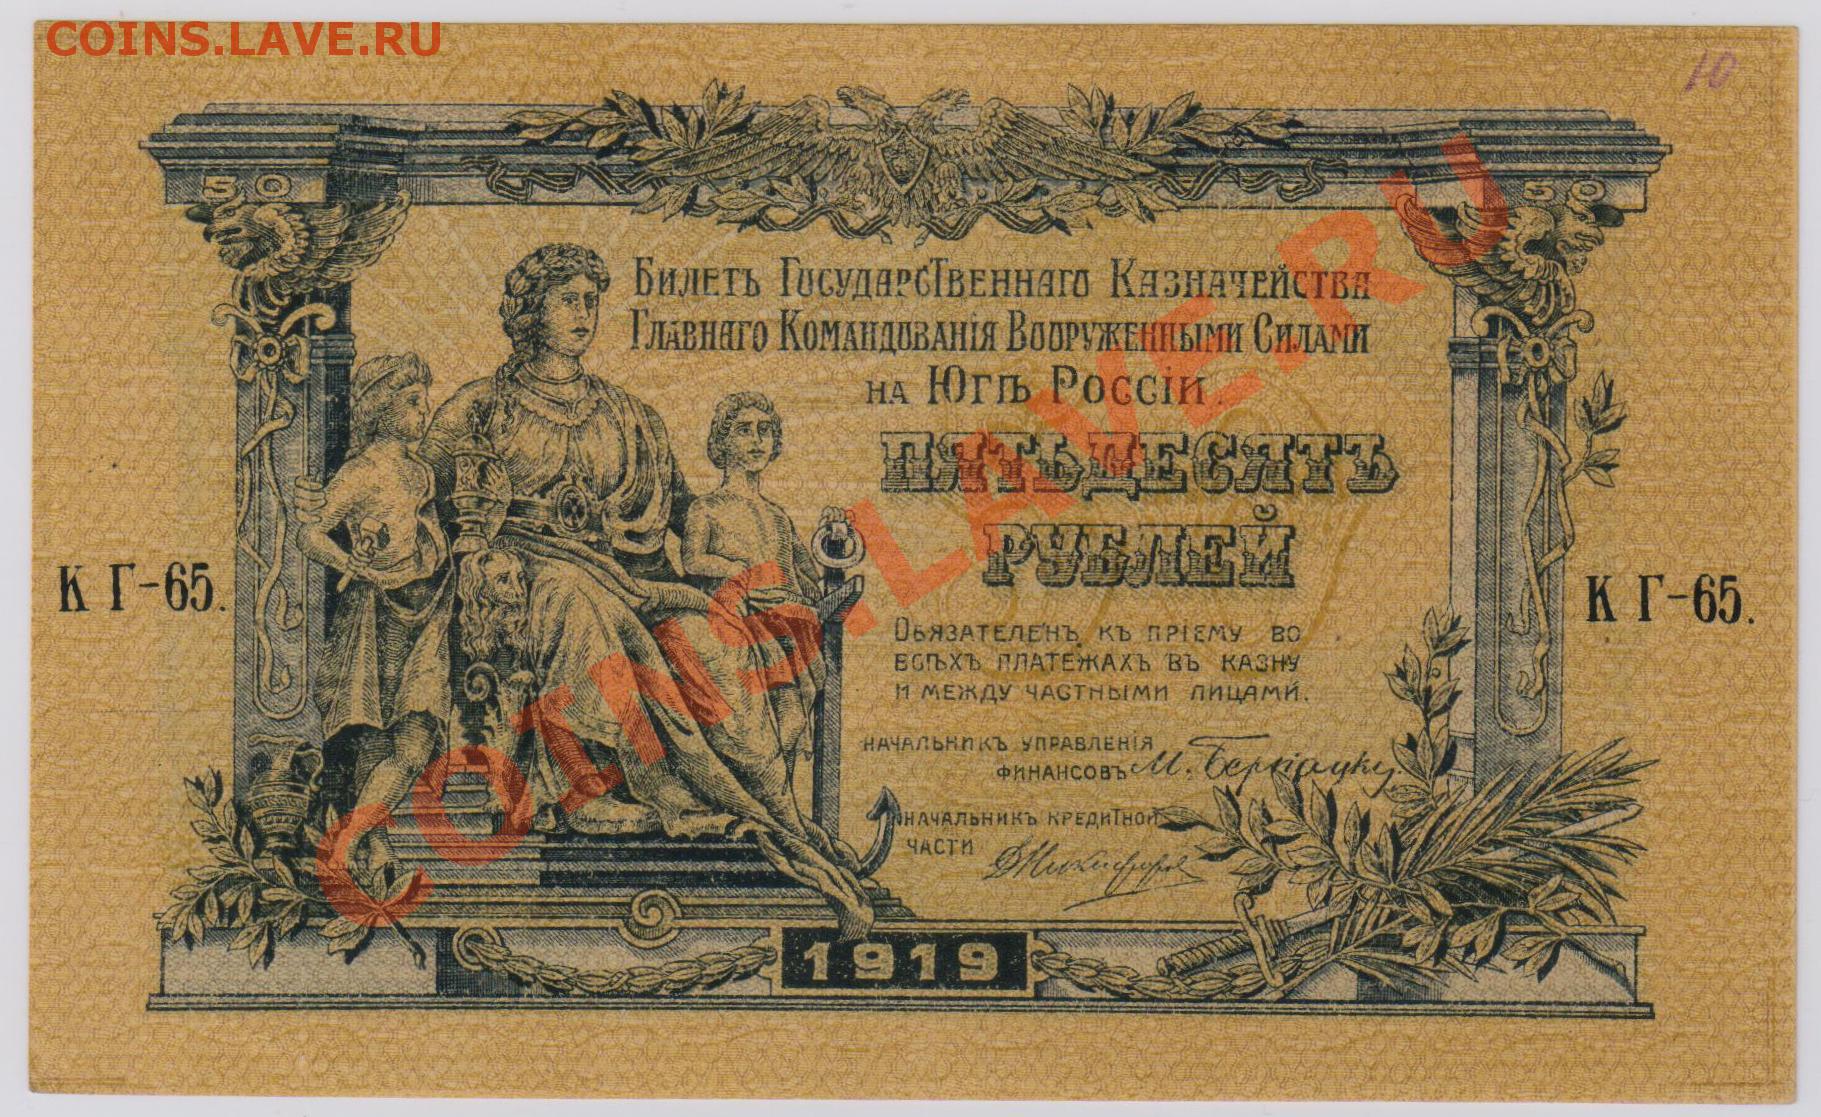 COINS.LAVE.RU
10
50 50
Билетъ Государственнаго Казначейства
Главнаго Командованія Вооруженными Силами
на Югѣ Россіи.
ПЯТЬДЕСЯТЪ
РУБЛЕЙ
К Г-65. К Г-65.
Обязателенъ къ пріему во
всѣхъ платежахъ въ казну
и между частными лицами.
Начальникъ управленія
финансовъ М. Бернацкій.
Начальникъ кредитной
части
1919
COINS.LAVE.RU